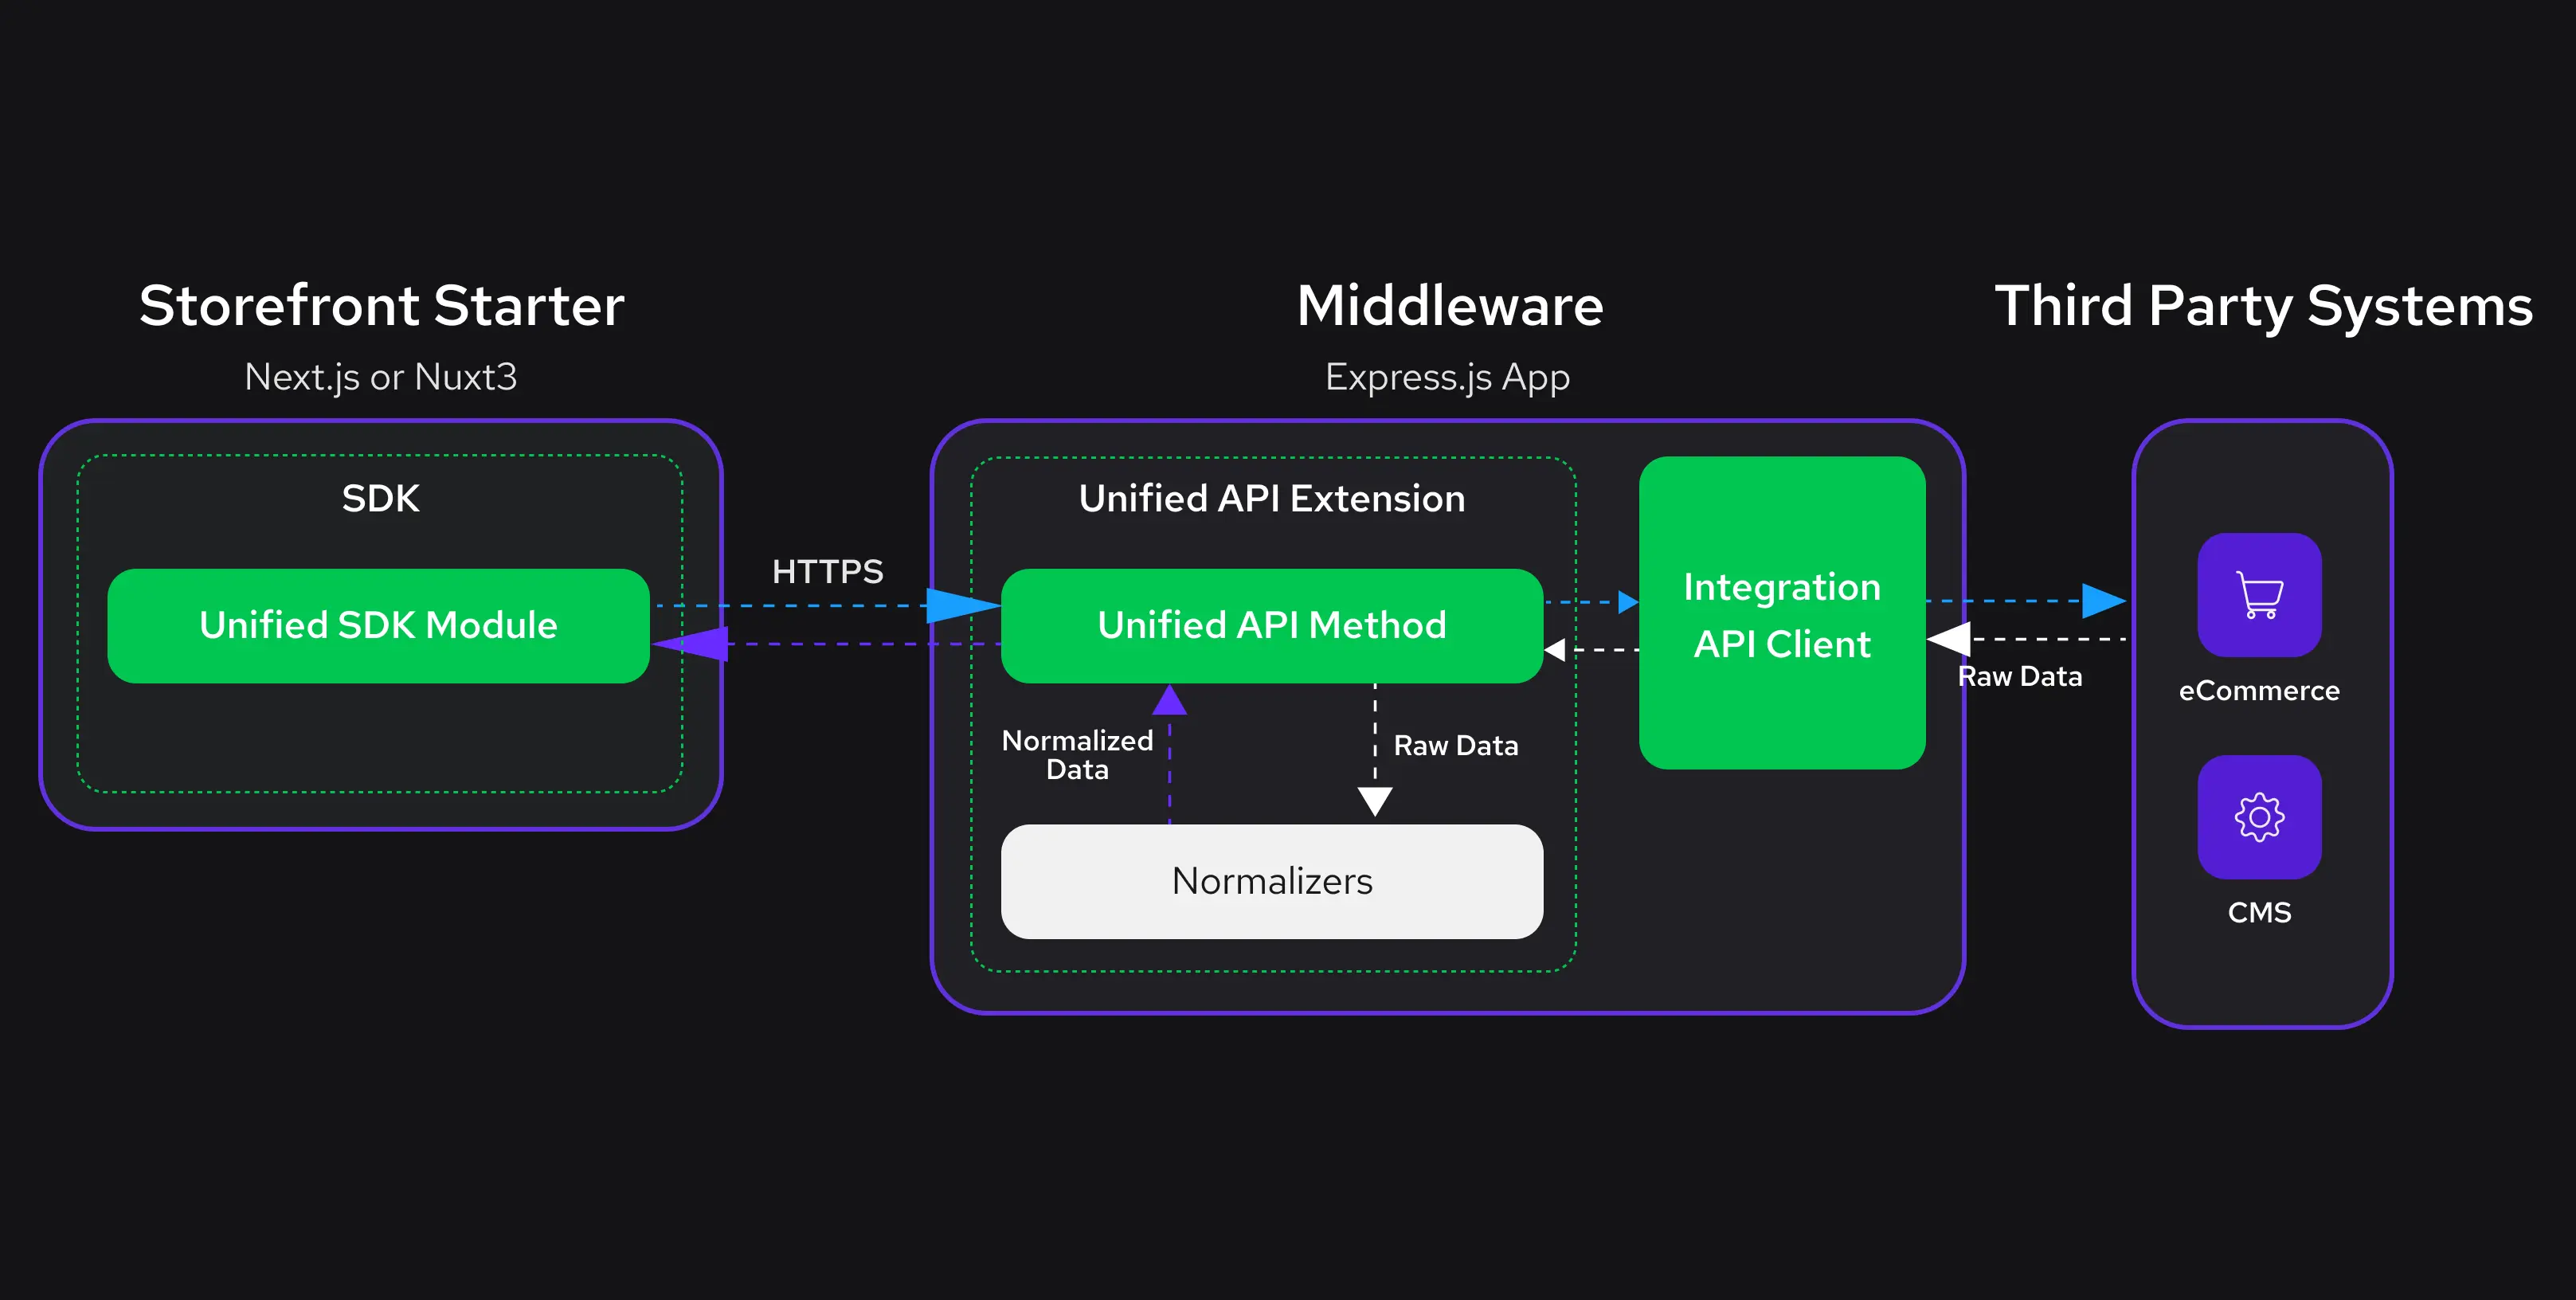 Storefront Starter
Next.js or Nuxt3
SDK
Unified SDK Module
HTTPS
Middleware
Express.js App
Unified API Extension
Unified API Method
Normalized
Data
Raw Data
Normalizers
Integration
API Client
Raw Data
Third Party Systems
eCommerce
CMS